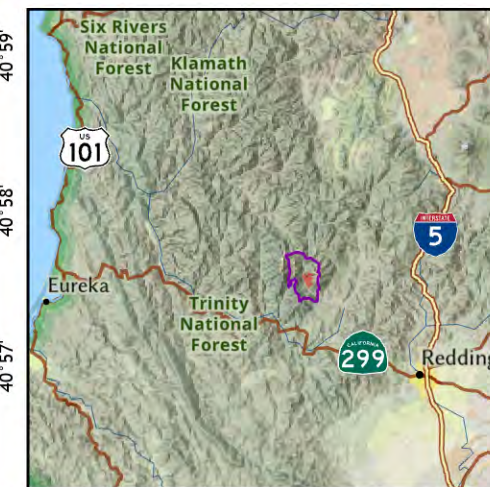 40°59'
40°58'
40°57'
Six Rivers
National
Forest
Klamath
National
Forest
US
101
INTERSTATE
5
Eureka
Trinity
National
Forest
CALIFORNIA
299
Redding